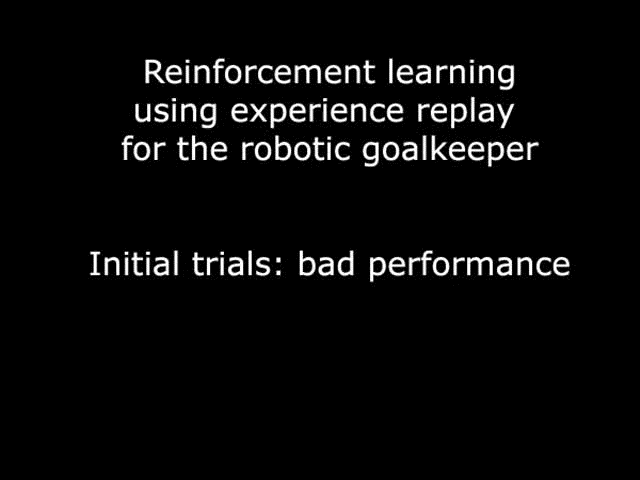 Reinforcement learning
using experience replay
for the robotic goalkeeper
Initial trials: bad performance